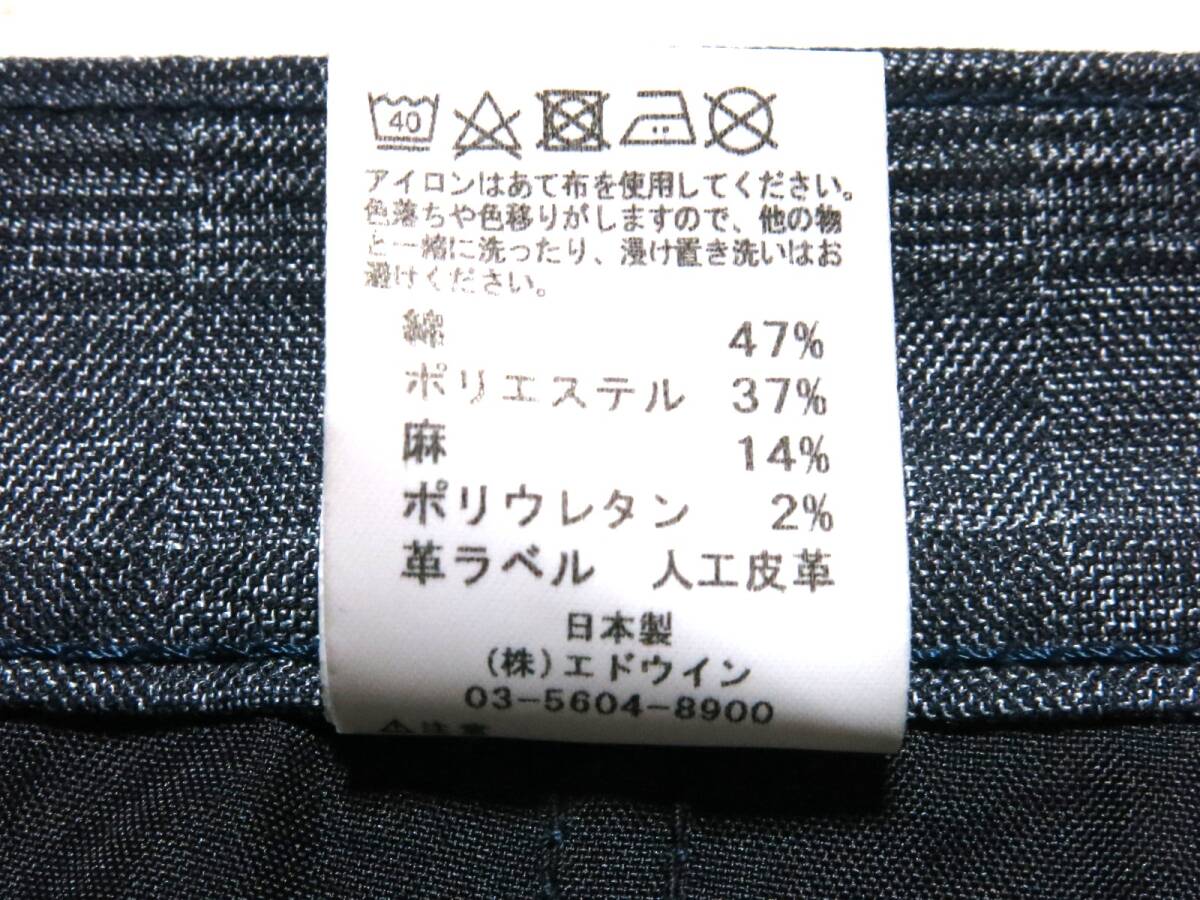 40
アイロンはあて布を使用してください。
色落ちや色移りがしますので、他の物
と一緒に洗ったり、浸け置き洗いはお
避けください。
綿 47%
ポリエステル 37%
麻 14%
ポリウレタン 2%
革ラベル 人工皮革
日本製
(株)エドウイン
03-5604-8900
⚠注意